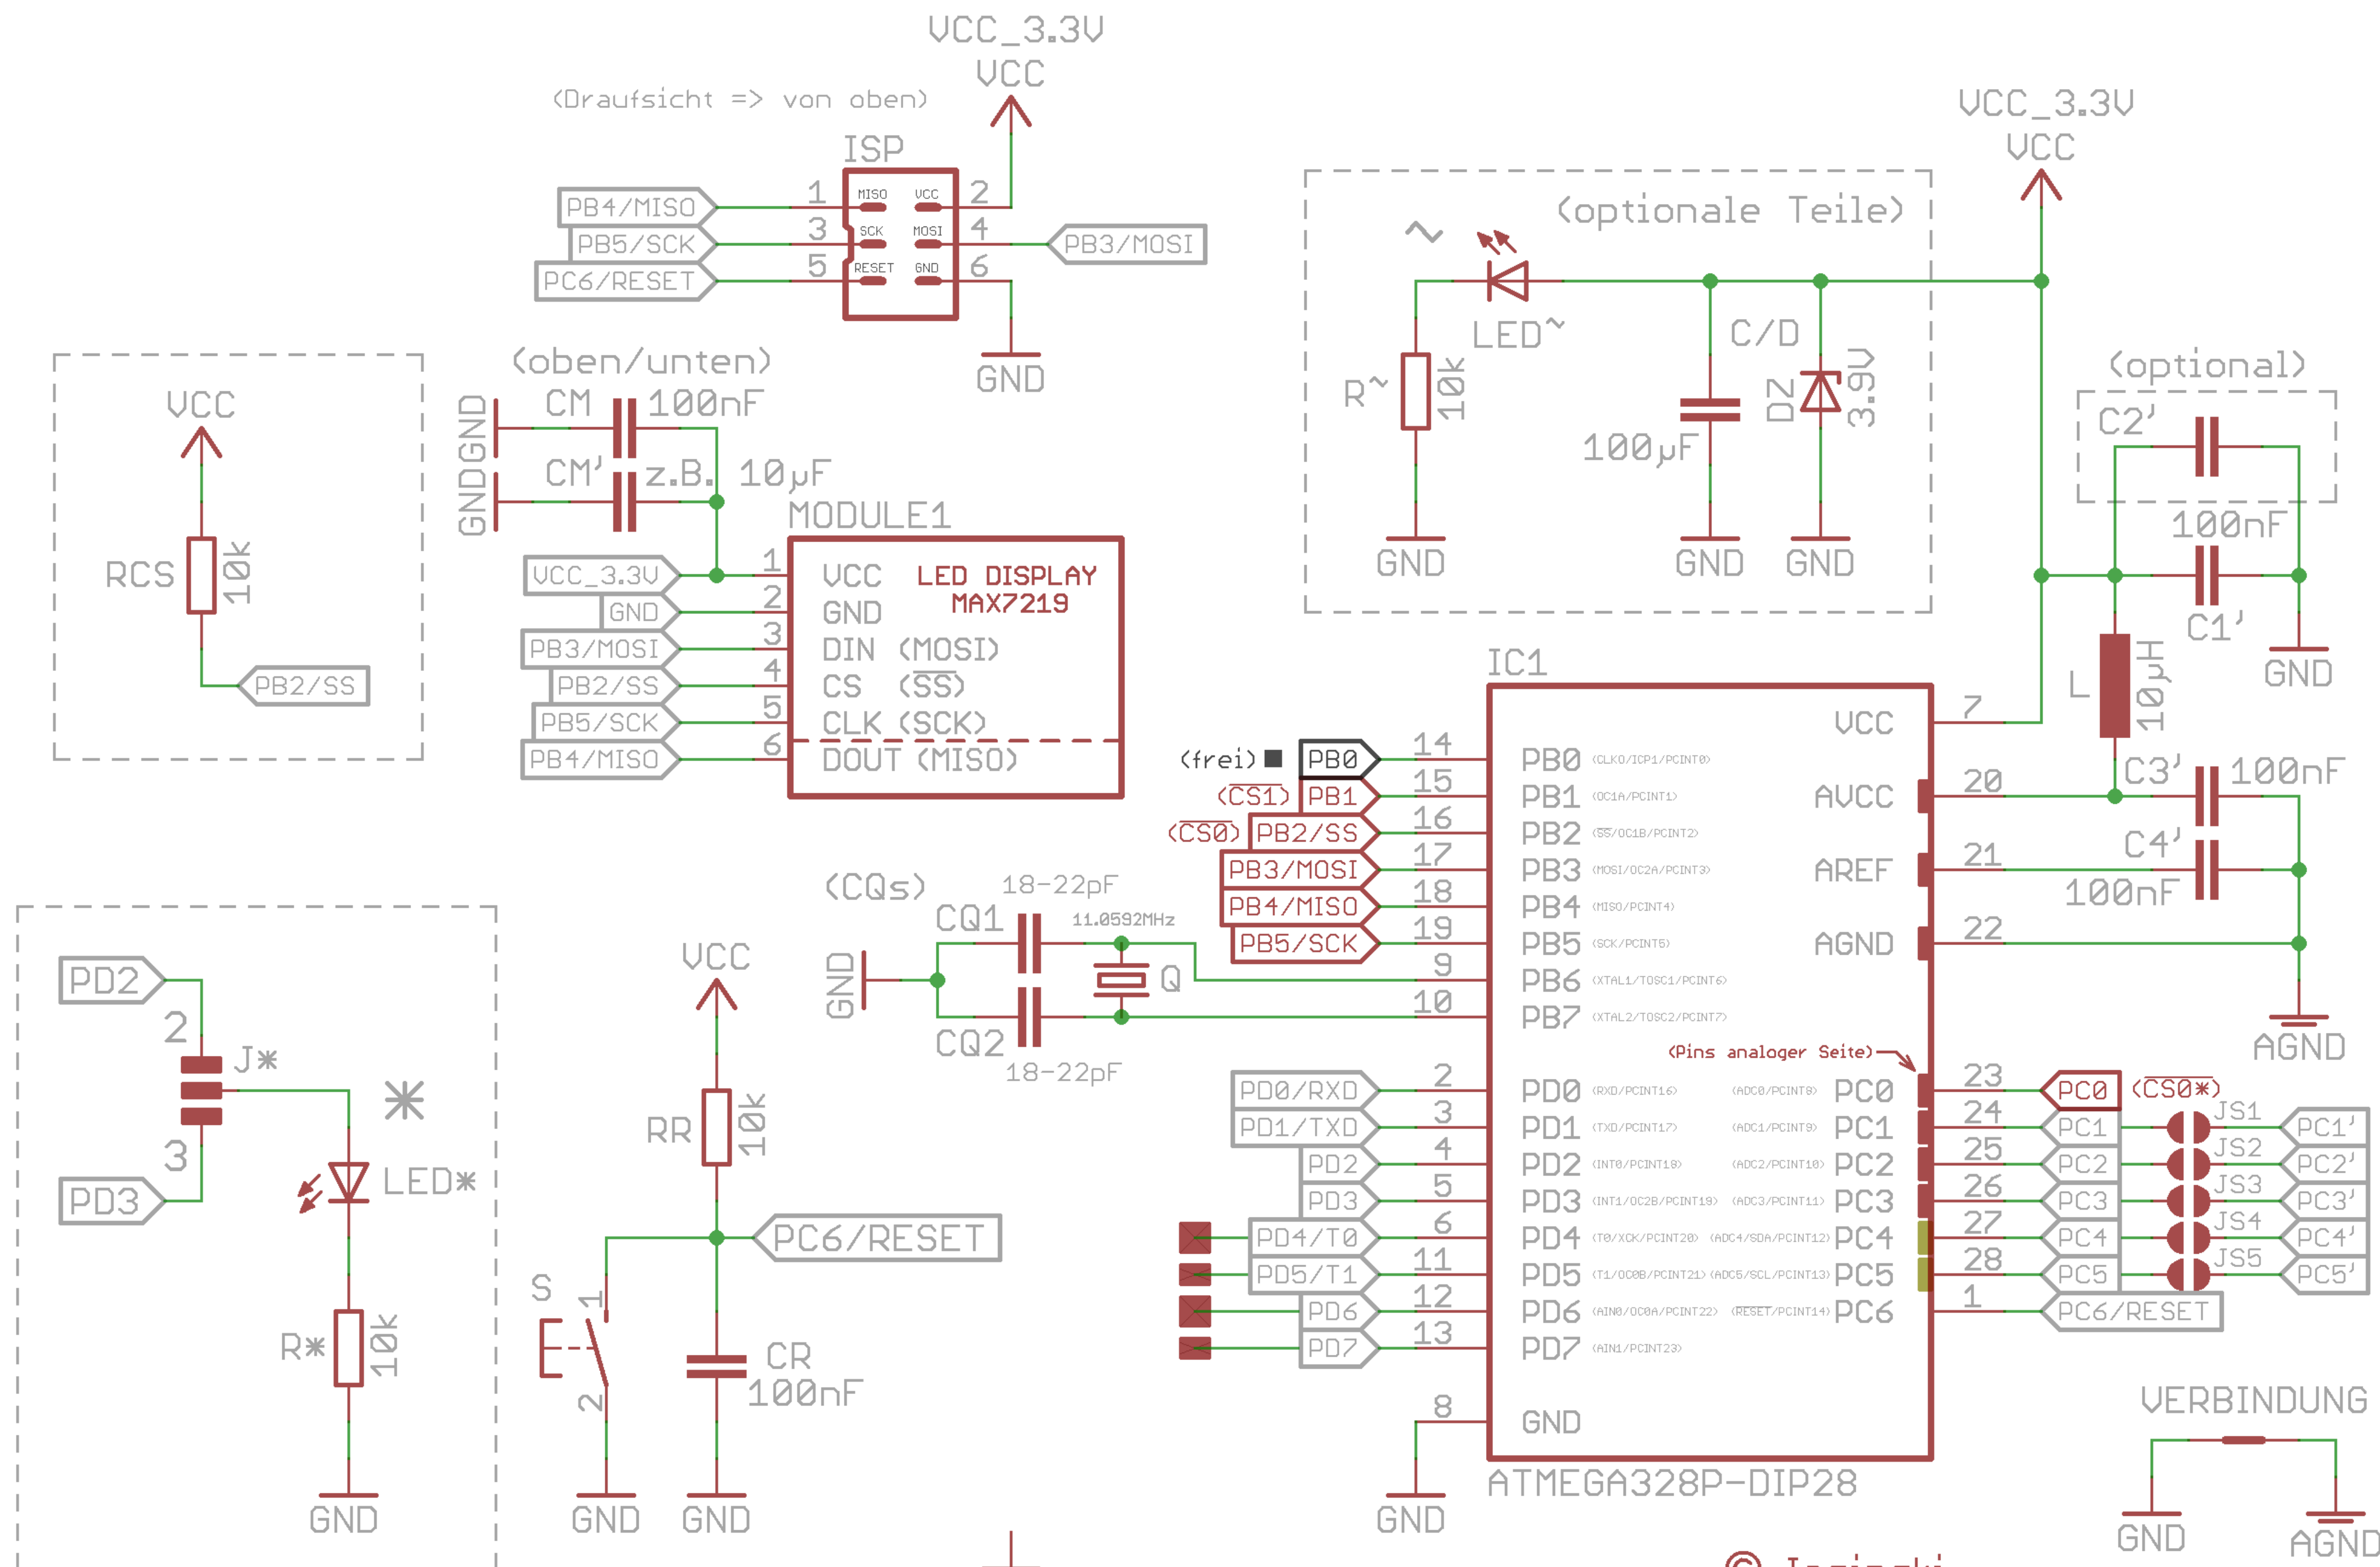 VCC_3.3V
VCC
(Draufsicht => von oben)
ISP
PB4/MISO 1 MISO VCC 2
PB5/SCK 3 SCK MOSI 4 PB3/MOSI
PC6/RESET 5 RESET GND 6
GND
VCC
RCS 10k
PB2/SS
(oben/unten)
GND CM 100nF
GND CM' z.B. 10µF
MODULE1
LED DISPLAY
MAX7219
VCC_3.3V 1 VCC
GND 2 GND
PB3/MOSI 3 DIN (MOSI)
PB2/SS 4 CS (SS)
PB5/SCK 5 CLK (SCK)
PB4/MISO 6 DOUT (MISO)
(optionale Teile)
~
LED~
R~ 10k
C/D
100µF
DZ 3.9V
GND GND GND
VCC_3.3V
VCC
(optional)
C2'
100nF
C1'
GND
L 10µH
C3' 100nF
C4'
100nF
AGND
IC1
VCC 7
(frei) PB0 14 PB0 (CLKO/ICP1/PCINT0)
(CS1) PB1 15 PB1 (OC1A/PCINT1) AVCC 20
(CS0) PB2/SS 16 PB2 (SS/OC1B/PCINT2)
PB3/MOSI 17 PB3 (MOSI/OC2A/PCINT3) AREF 21
PB4/MISO 18 PB4 (MISO/PCINT4)
PB5/SCK 19 PB5 (SCK/PCINT5) AGND 22
9 PB6 (XTAL1/TOSC1/PCINT6)
10 PB7 (XTAL2/TOSC2/PCINT7)
(Pins analoger Seite)
PD0/RXD 2 PD0 (RXD/PCINT16) (ADC0/PCINT8) PC0 23 PC0 (CS0*)
PD1/TXD 3 PD1 (TXD/PCINT17) (ADC1/PCINT9) PC1 24 PC1 JS1 PC1'
PD2 4 PD2 (INT0/PCINT18) (ADC2/PCINT10) PC2 25 PC2 JS2 PC2'
PD3 5 PD3 (INT1/OC2B/PCINT19) (ADC3/PCINT11) PC3 26 PC3 JS3 PC3'
PD4/T0 6 PD4 (T0/XCK/PCINT20) (ADC4/SDA/PCINT12) PC4 27 PC4 JS4 PC4'
PD5/T1 11 PD5 (T1/OC0B/PCINT21) (ADC5/SCL/PCINT13) PC5 28 PC5 JS5 PC5'
PD6 12 PD6 (AIN0/OC0A/PCINT22) (RESET/PCINT14) PC6 1 PC6/RESET
PD7 13 PD7 (AIN1/PCINT23)
8 GND
GND
ATMEGA328P-DIP28
(CQs)
18-22pF
CQ1 11.0592MHz
GND Q
CQ2
18-22pF
PD2
2
J*
*
3
PD3
LED*
R* 10k
GND
VCC
RR 10k
PC6/RESET
S 1
2
CR
100nF
GND GND
VERBINDUNG
GND AGND